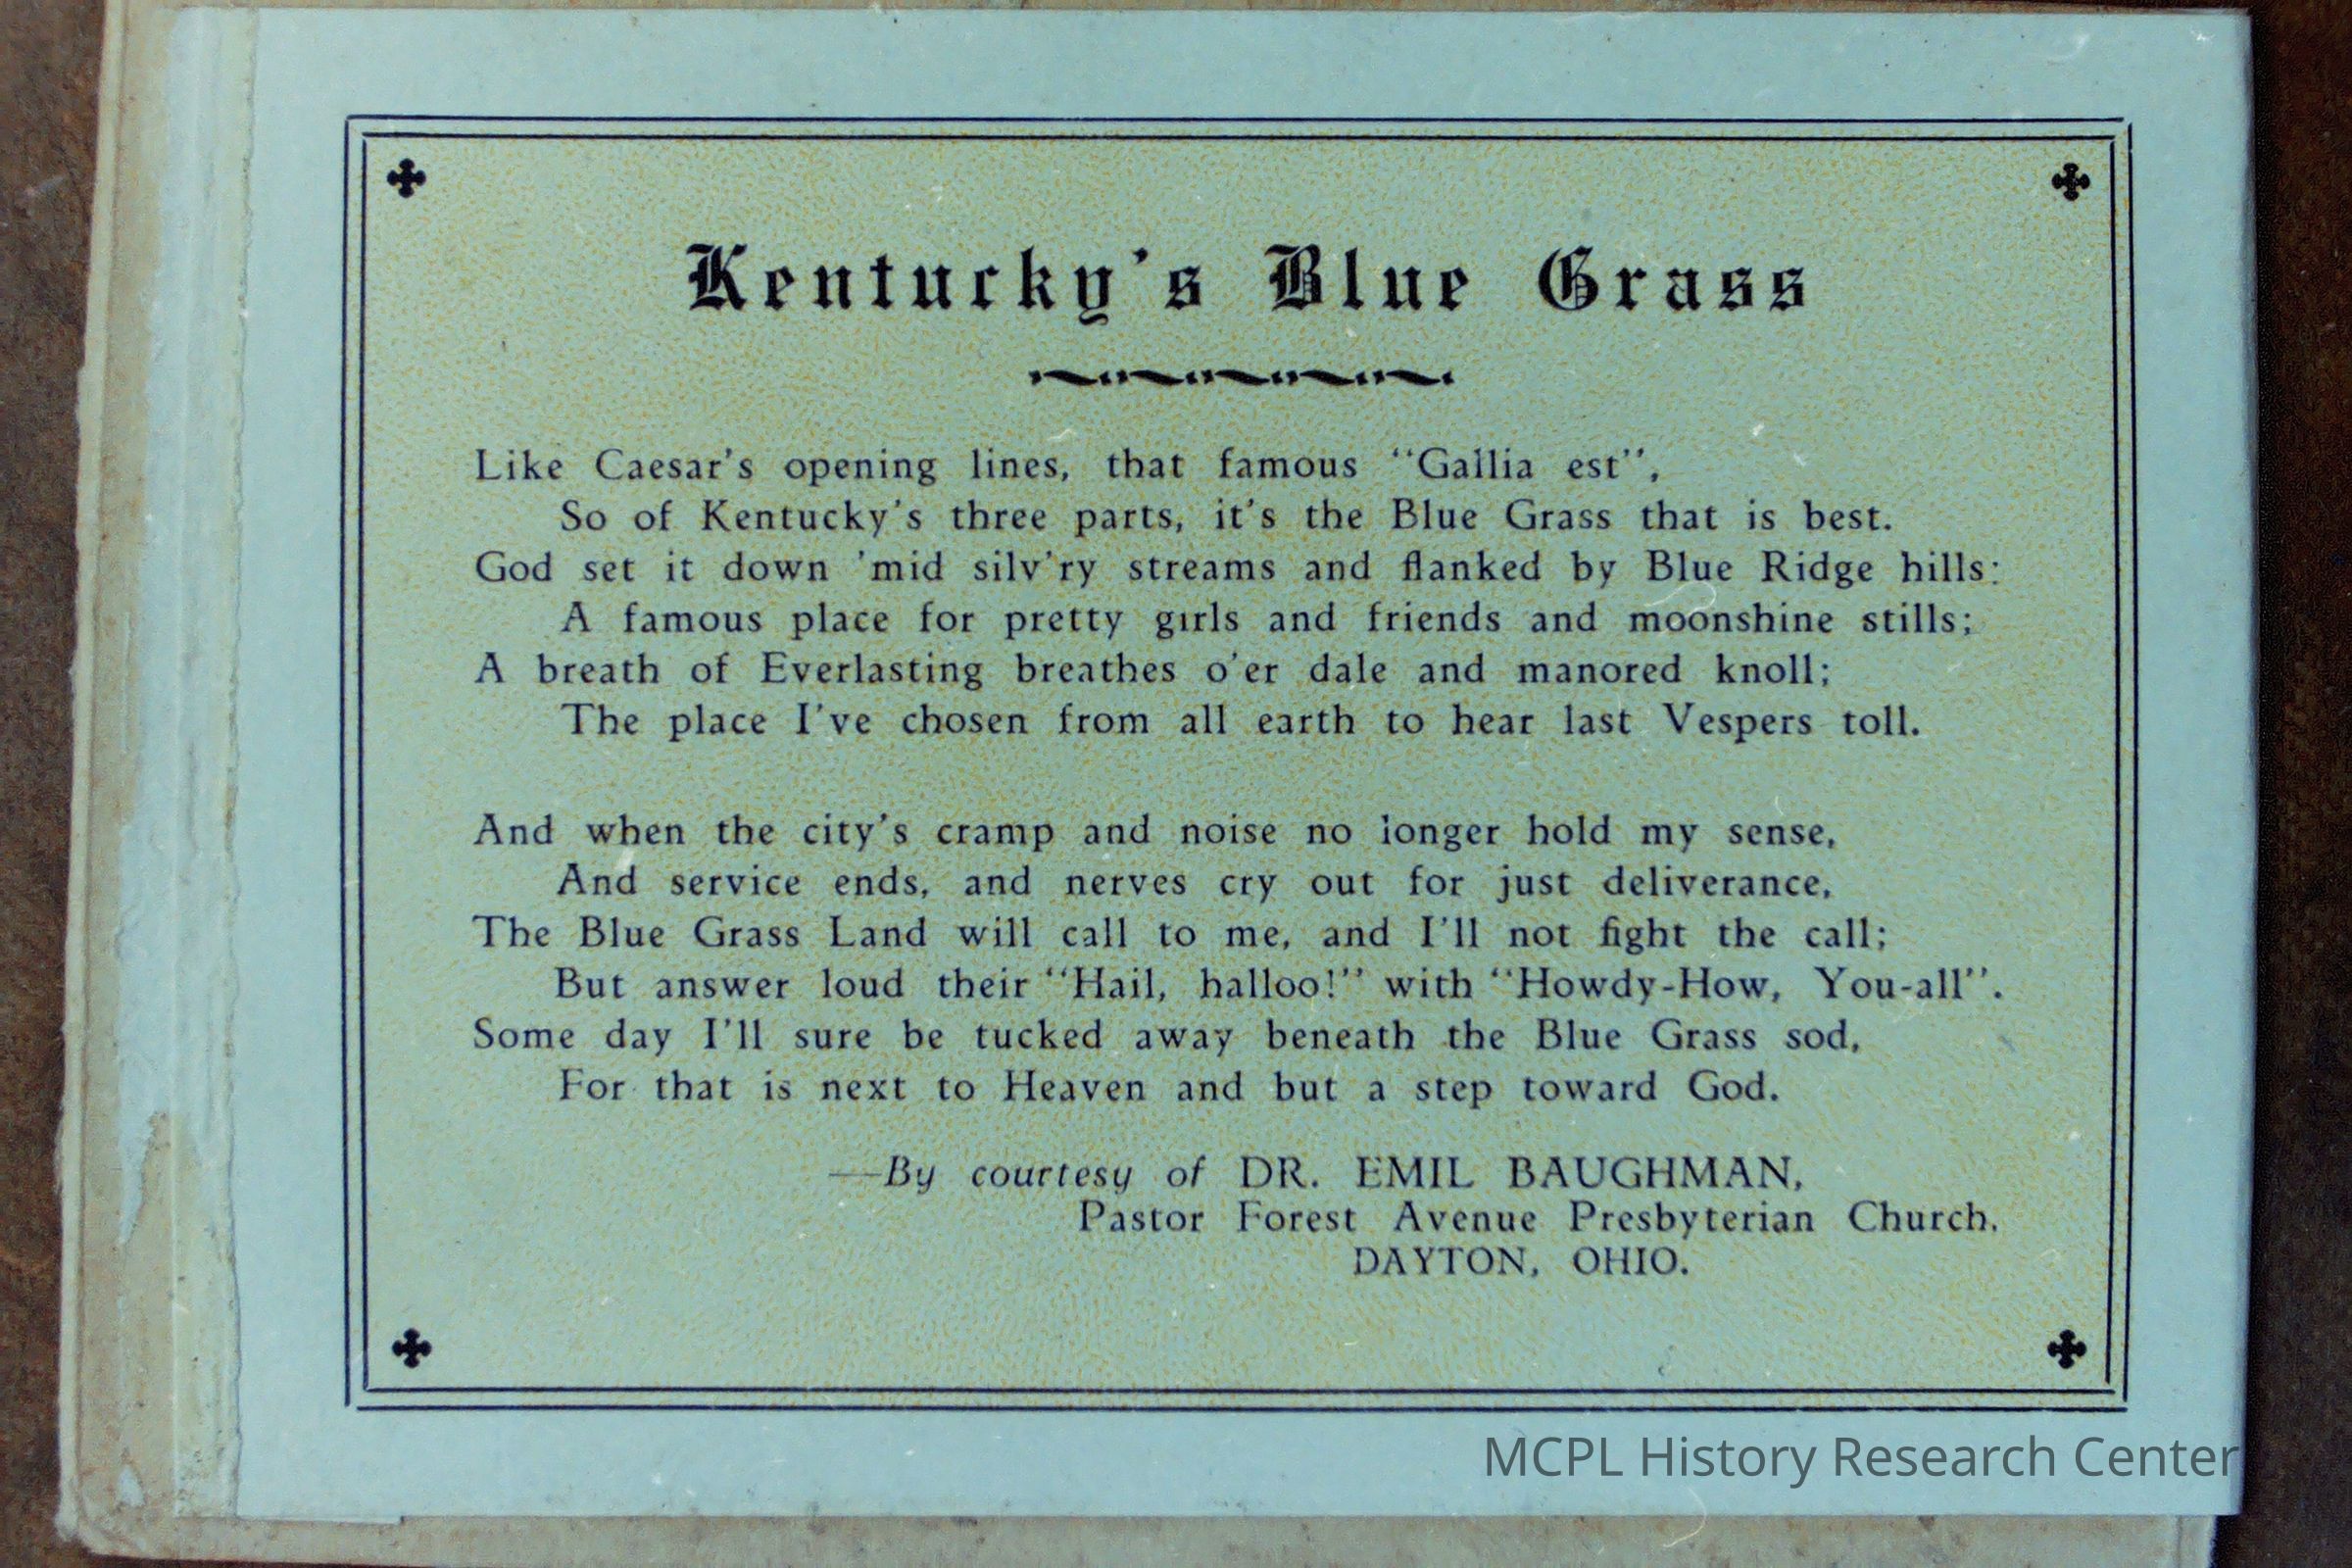 Kentucky's Blue Grass
Like Caesar's opening lines, that famous "Gallia est",
So of Kentucky's three parts, it's the Blue Grass that is best.
God set it down 'mid silv'ry streams and flanked by Blue Ridge hills:
A famous place for pretty girls and friends and moonshine stills;
A breath of Everlasting breathes o'er dale and manored knoll;
The place I've chosen from all earth to hear last Vespers toll.
And when the city's cramp and noise no longer hold my sense,
And service ends, and nerves cry out for just deliverance,
The Blue Grass Land will call to me, and I'll not fight the call;
But answer loud their "Hail, halloo!" with "Howdy-How, You-all".
Some day I'll sure be tucked away beneath the Blue Grass sod,
For that is next to Heaven and but a step toward God.
—By courtesy of DR. EMIL BAUGHMAN,
Pastor Forest Avenue Presbyterian Church,
DAYTON, OHIO.
MCPL History Research Center